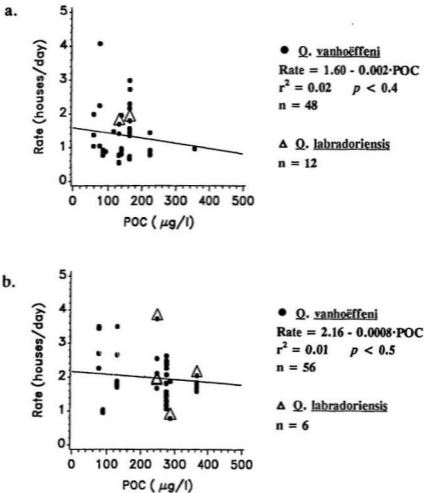 a.
5
4
3
2
1
0
Rate (houses/day)
0 100 200 300 400 500
POC (μg/l)
● O. vanhoëffeni
Rate = 1.60 - 0.002·POC
r² = 0.02 p < 0.4
n = 48
Δ O. labradoriensis
n = 12
b.
5
4
3
2
1
0
Rate (houses/day)
0 100 200 300 400 500
POC (μg/l)
● O. vanhoëffeni
Rate = 2.16 - 0.0008·POC
r² = 0.01 p < 0.5
n = 56
Δ O. labradoriensis
n = 6